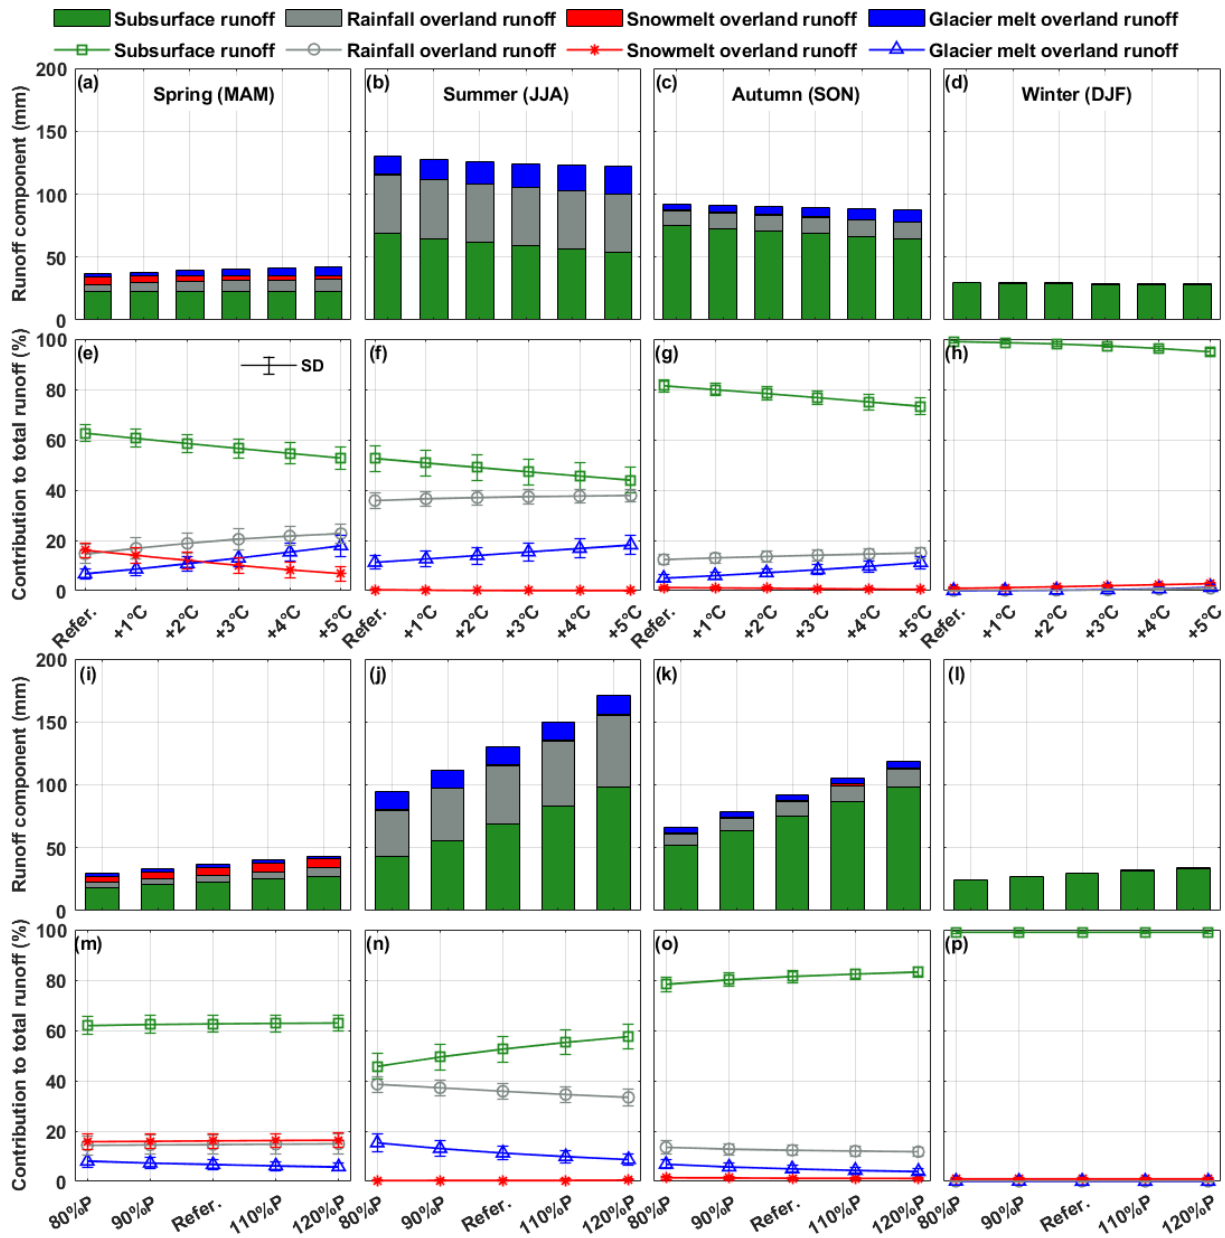 Subsurface runoff Rainfall overland runoff Snowmelt overland runoff Glacier melt overland runoff
Subsurface runoff Rainfall overland runoff Snowmelt overland runoff Glacier melt overland runoff
Runoff component (mm)
200
150
100
50
0
(a) Spring (MAM)
(b) Summer (JJA)
(c) Autumn (SON)
(d) Winter (DJF)
Contribution to total runoff (%)
100
80
60
40
20
0
(e) SD
(f)
(g)
(h)
Refer. +1°C +2°C +3°C +4°C +5°C
Refer. +1°C +2°C +3°C +4°C +5°C
Refer. +1°C +2°C +3°C +4°C +5°C
Refer. +1°C +2°C +3°C +4°C +5°C
Runoff component (mm)
200
150
100
50
0
(i)
(j)
(k)
(l)
Contribution to total runoff (%)
100
80
60
40
20
0
(m)
(n)
(o)
(p)
80%P 90%P Refer. 110%P 120%P
80%P 90%P Refer. 110%P 120%P
80%P 90%P Refer. 110%P 120%P
80%P 90%P Refer. 110%P 120%P